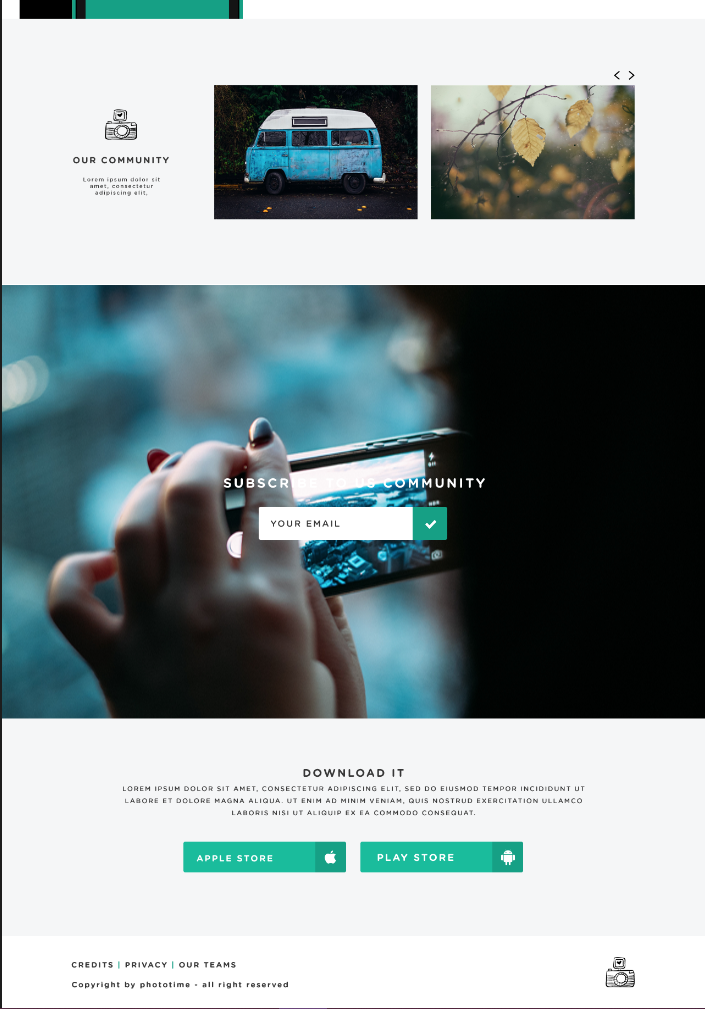 OUR COMMUNITY
Lorem ipsum dolor sit
amet, consectetur
adipiscing elit,
SUBSCRIBE TO US COMMUNITY
YOUR EMAIL
DOWNLOAD IT
LOREM IPSUM DOLOR SIT AMET, CONSECTETUR ADIPISCING ELIT, SED DO EIUSMOD TEMPOR INCIDIDUNT UT
LABORE ET DOLORE MAGNA ALIQUA. UT ENIM AD MINIM VENIAM, QUIS NOSTRUD EXERCITATION ULLAMCO
LABORIS NISI UT ALIQUIP EX EA COMMODO CONSEQUAT.
APPLE STORE
PLAY STORE
CREDITS | PRIVACY | OUR TEAMS
Copyright by phototime - all right reserved